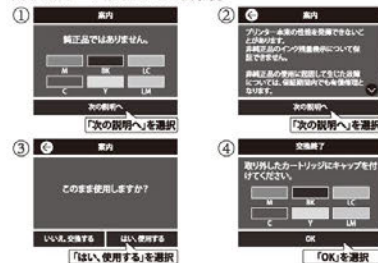 ①
案内
純正品ではありません。
M BK LC
C Y LM
次の説明へ
「次の説明へ」を選択
②
案内
プリンター本来の性能を発揮できないことがあります。
非純正品のインク残量表示について保証できません。
非純正品の使用に起因して生じた故障については、保証期間内でも有償修理となります。
次の説明へ
「次の説明へ」を選択
③
案内
このまま使用しますか?
いいえ、交換する はい、使用する
「はい、使用する」を選択
④
交換終了
取り外したカートリッジにキャップを付けてください。
M BK LC
C Y LM
OK
「OK」を選択